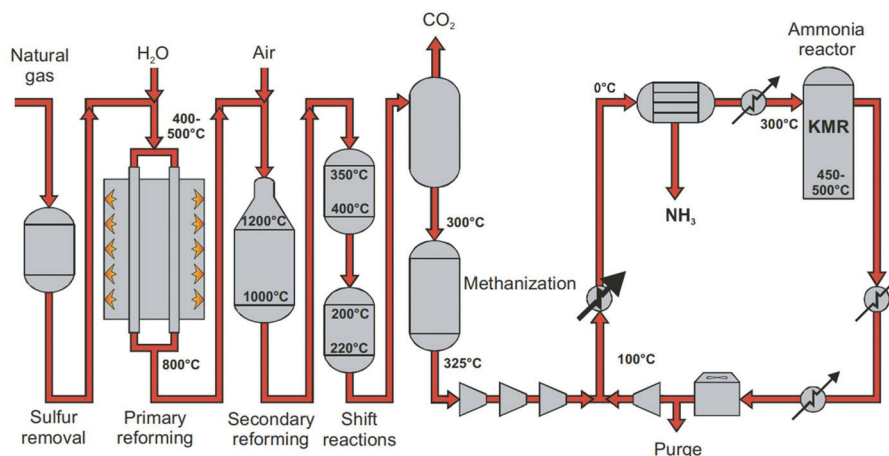 Natural
gas
H₂O
Air
CO₂
Ammonia
reactor
400-
500°C
0°C
300°C
KMR
450-
500°C
350°C
400°C
1200°C
1000°C
NH₃
300°C
Methanization
200°C
220°C
800°C
325°C
100°C
Sulfur
removal
Primary
reforming
Secondary
reforming
Shift
reactions
Purge